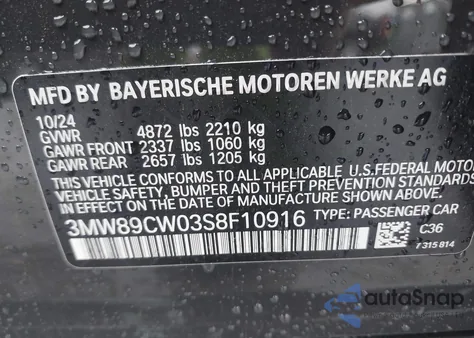 MFD BY BAYERISCHE MOTOREN WERKE AG
10/24
GVWR 4872 lbs 2210 kg
GAWR FRONT 2337 lbs 1060 kg
GAWR REAR 2657 lbs 1205 kg
THIS VEHICLE CONFORMS TO ALL APPLICABLE U.S.FEDERAL MOTOR
VEHICLE SAFETY, BUMPER AND THEFT PREVENTION STANDARDS
IN EFFECT ON THE DATE OF MANUFACTURE SHOWN ABOVE.
3MW89CW03S8F10916 TYPE: PASSENGER CAR
C36
7315814
autoSnap